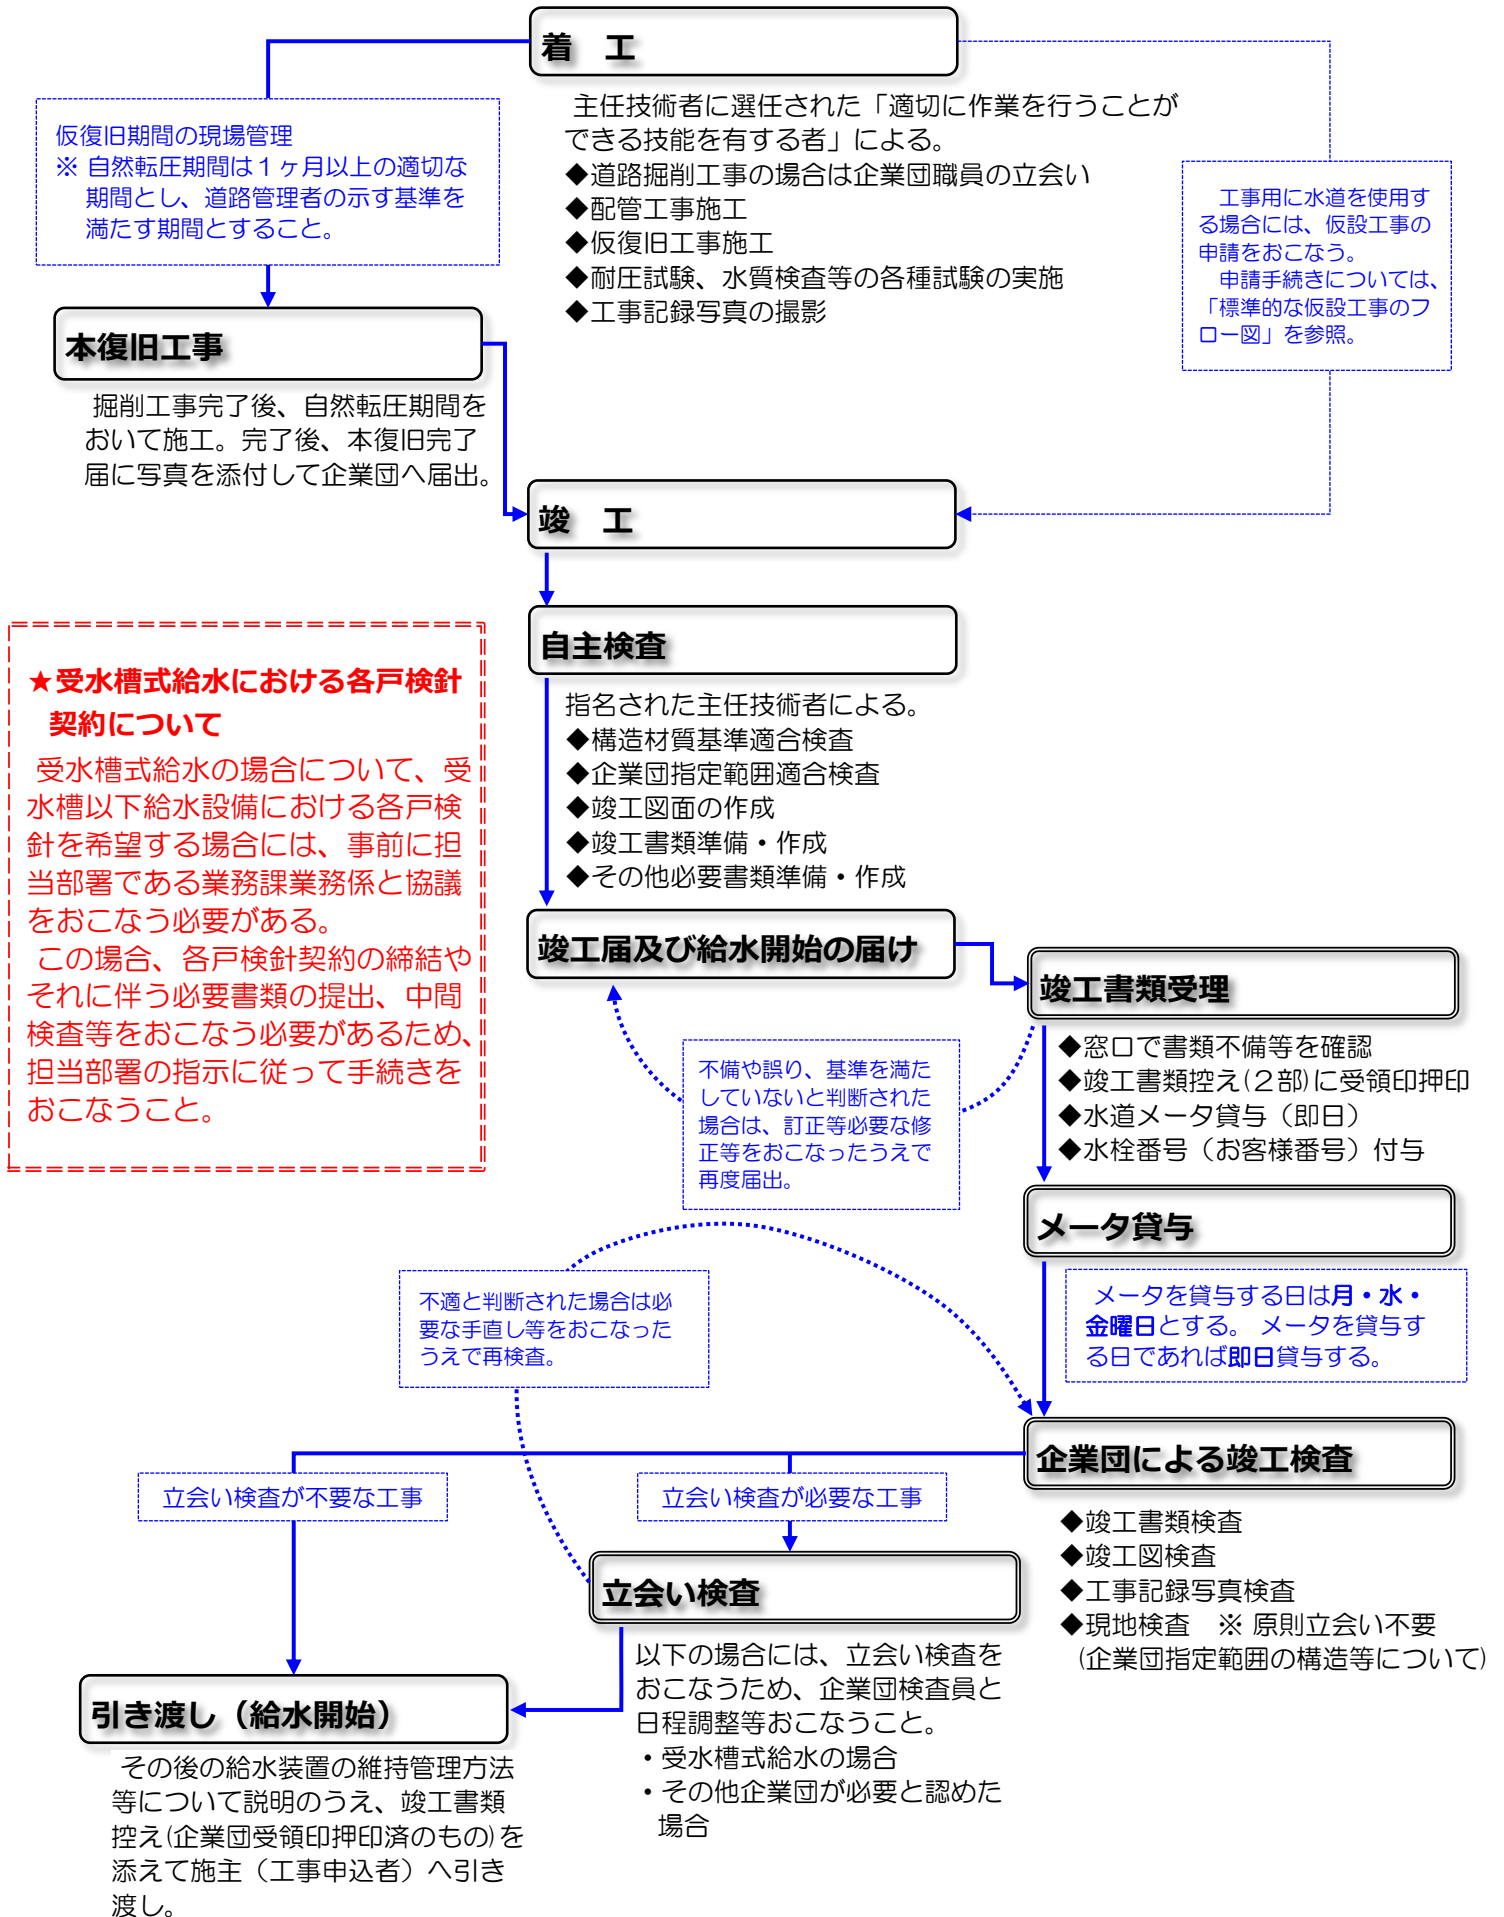 着　工
主任技術者に選任された「適切に作業を行うことが
できる技能を有する者」による。
◆道路掘削工事の場合は企業団職員の立会い
◆配管工事施工
◆仮復旧工事施工
◆耐圧試験、水質検査等の各種試験の実施
◆工事記録写真の撮影
仮復旧期間の現場管理
※ 自然転圧期間は１ヶ月以上の適切な
期間とし、道路管理者の示す基準を
満たす期間とすること。
工事用に水道を使用す
る場合には、仮設工事の
申請をおこなう。
申請手続きについては、
「標準的な仮設工事のフ
ロー図」を参照。
本復旧工事
掘削工事完了後、自然転圧期間を
おいて施工。完了後、本復旧完了
届に写真を添付して企業団へ届出。
竣　工
自主検査
指名された主任技術者による。
◆構造材質基準適合検査
◆企業団指定範囲適合検査
◆竣工図面の作成
◆竣工書類準備・作成
◆その他必要書類準備・作成
★受水槽式給水における各戸検針
契約について
受水槽式給水の場合について、受
水槽以下給水設備における各戸検
針を希望する場合には、事前に担
当部署である業務課業務係と協議
をおこなう必要がある。
この場合、各戸検針契約の締結や
それに伴う必要書類の提出、中間
検査等をおこなう必要があるため、
担当部署の指示に従って手続きを
おこなうこと。
竣工届及び給水開始の届け
竣工書類受理
◆窓口で書類不備等を確認
◆竣工書類控え(２部)に受領印押印
◆水道メータ貸与（即日）
◆水栓番号（お客様番号）付与
不備や誤り、基準を満た
していないと判断された
場合は、訂正等必要な修
正等をおこなったうえで
再度届出。
メータ貸与
メータを貸与する日は月・水・
金曜日とする。 メータを貸与す
る日であれば即日貸与する。
不適と判断された場合は必
要な手直し等をおこなった
うえで再検査。
企業団による竣工検査
◆竣工書類検査
◆竣工図検査
◆工事記録写真検査
◆現地検査　※ 原則立会い不要
(企業団指定範囲の構造等について)
立会い検査が不要な工事
立会い検査が必要な工事
立会い検査
以下の場合には、立会い検査を
おこなうため、企業団検査員と
日程調整等おこなうこと。
・受水槽式給水の場合
・その他企業団が必要と認めた
場合
引き渡し（給水開始）
その後の給水装置の維持管理方法
等について説明のうえ、竣工書類
控え(企業団受領印押印済のもの)を
添えて施主（工事申込者）へ引き
渡し。